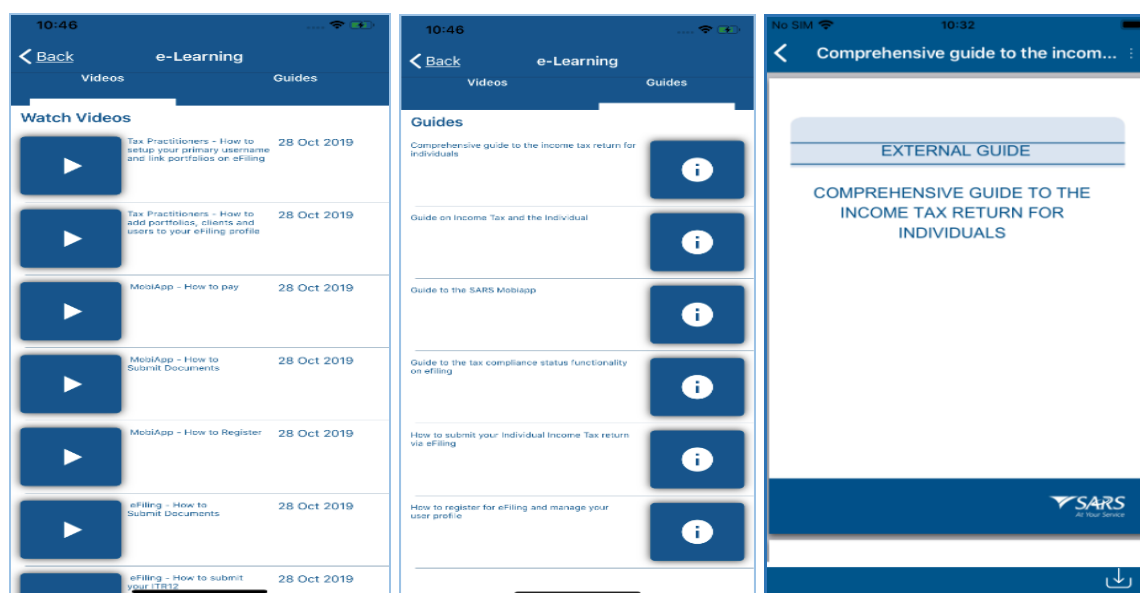 10:46
Back
e-Learning
Videos
Guides
Watch Videos
Tax Practitioners - How to
setup your primary username
and link portfolios on eFiling
28 Oct 2019
Tax Practitioners - How to
add portfolios, clients and
users to your eFiling profile
28 Oct 2019
MobiApp - How to pay
28 Oct 2019
MobiApp - How to
Submit Documents
28 Oct 2019
MobiApp - How to Register
28 Oct 2019
eFiling - How to
Submit Documents
28 Oct 2019
eFiling - How to submit
your ITR12
28 Oct 2019
10:46
Back
e-Learning
Videos
Guides
Guides
Comprehensive guide to the income tax return for
individuals
Guide on Income Tax and the Individual
Guide to the SARS Mobiapp
Guide to the tax compliance status functionality
on efiling
How to submit your Individual Income Tax return
via eFiling
How to register for eFiling and manage your
user profile
No SIM
10:32
Comprehensive guide to the incom...
EXTERNAL GUIDE
COMPREHENSIVE GUIDE TO THE
INCOME TAX RETURN FOR
INDIVIDUALS
SARS
At Your Service